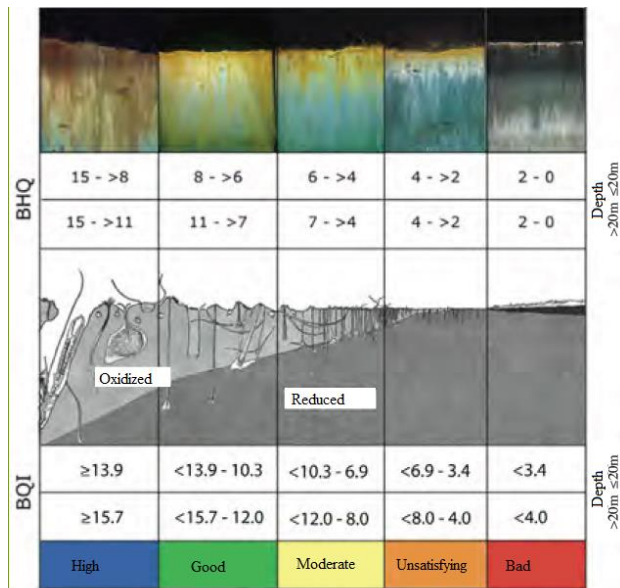 BHQ
15 - >8 8 - >6 6 - >4 4 - >2 2 - 0
15 - >11 11 - >7 7 - >4 4 - >2 2 - 0
Depth
>20m ≤20m
Oxidized
Reduced
BQI
≥13.9 <13.9 - 10.3 <10.3 - 6.9 <6.9 - 3.4 <3.4
≥15.7 <15.7 - 12.0 <12.0 - 8.0 <8.0 - 4.0 <4.0
Depth
>20m ≤20m
High Good Moderate Unsatisfying Bad